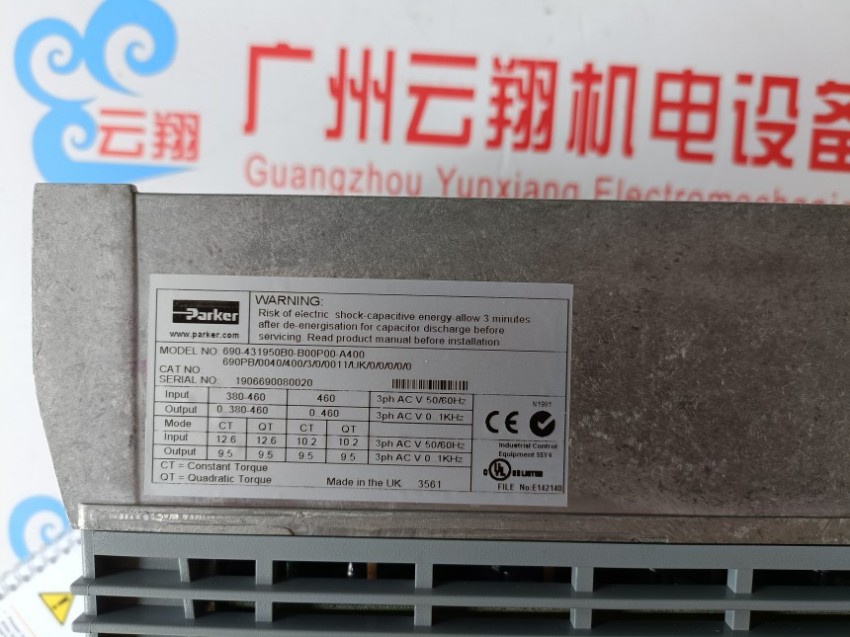 云翔
广州云翔机电设备
Guangzhou Yunxiang Electromechanic
Parker
www.parker.com
WARNING:
Risk of electric shock-capacitive energy-allow 3 minutes
after de-energisation for capacitor discharge before
servicing. Read product manual before installation
MODEL NO 690-431950B0-B00P00-A400
CAT NO 690PB/0040/400/3/0/0011/UK/0/0/0/0/0
SERIAL NO: 1906690080020
Input 380-460 460 3ph AC V 50/60Hz
Output 0..380-460 0..460 3ph AC V 0..1KHz
Mode CT QT CT QT
Input 12.6 12.6 10.2 10.2 3ph AC V 50/60Hz
Output 9.5 9.5 9.5 9.5 3ph AC V 0..1KHz
CT = Constant Torque
QT = Quadratic Torque
Made in the UK 3561
CE
Industrial Control
Equipment 55Y4
UL LISTED
FILE No:E142140